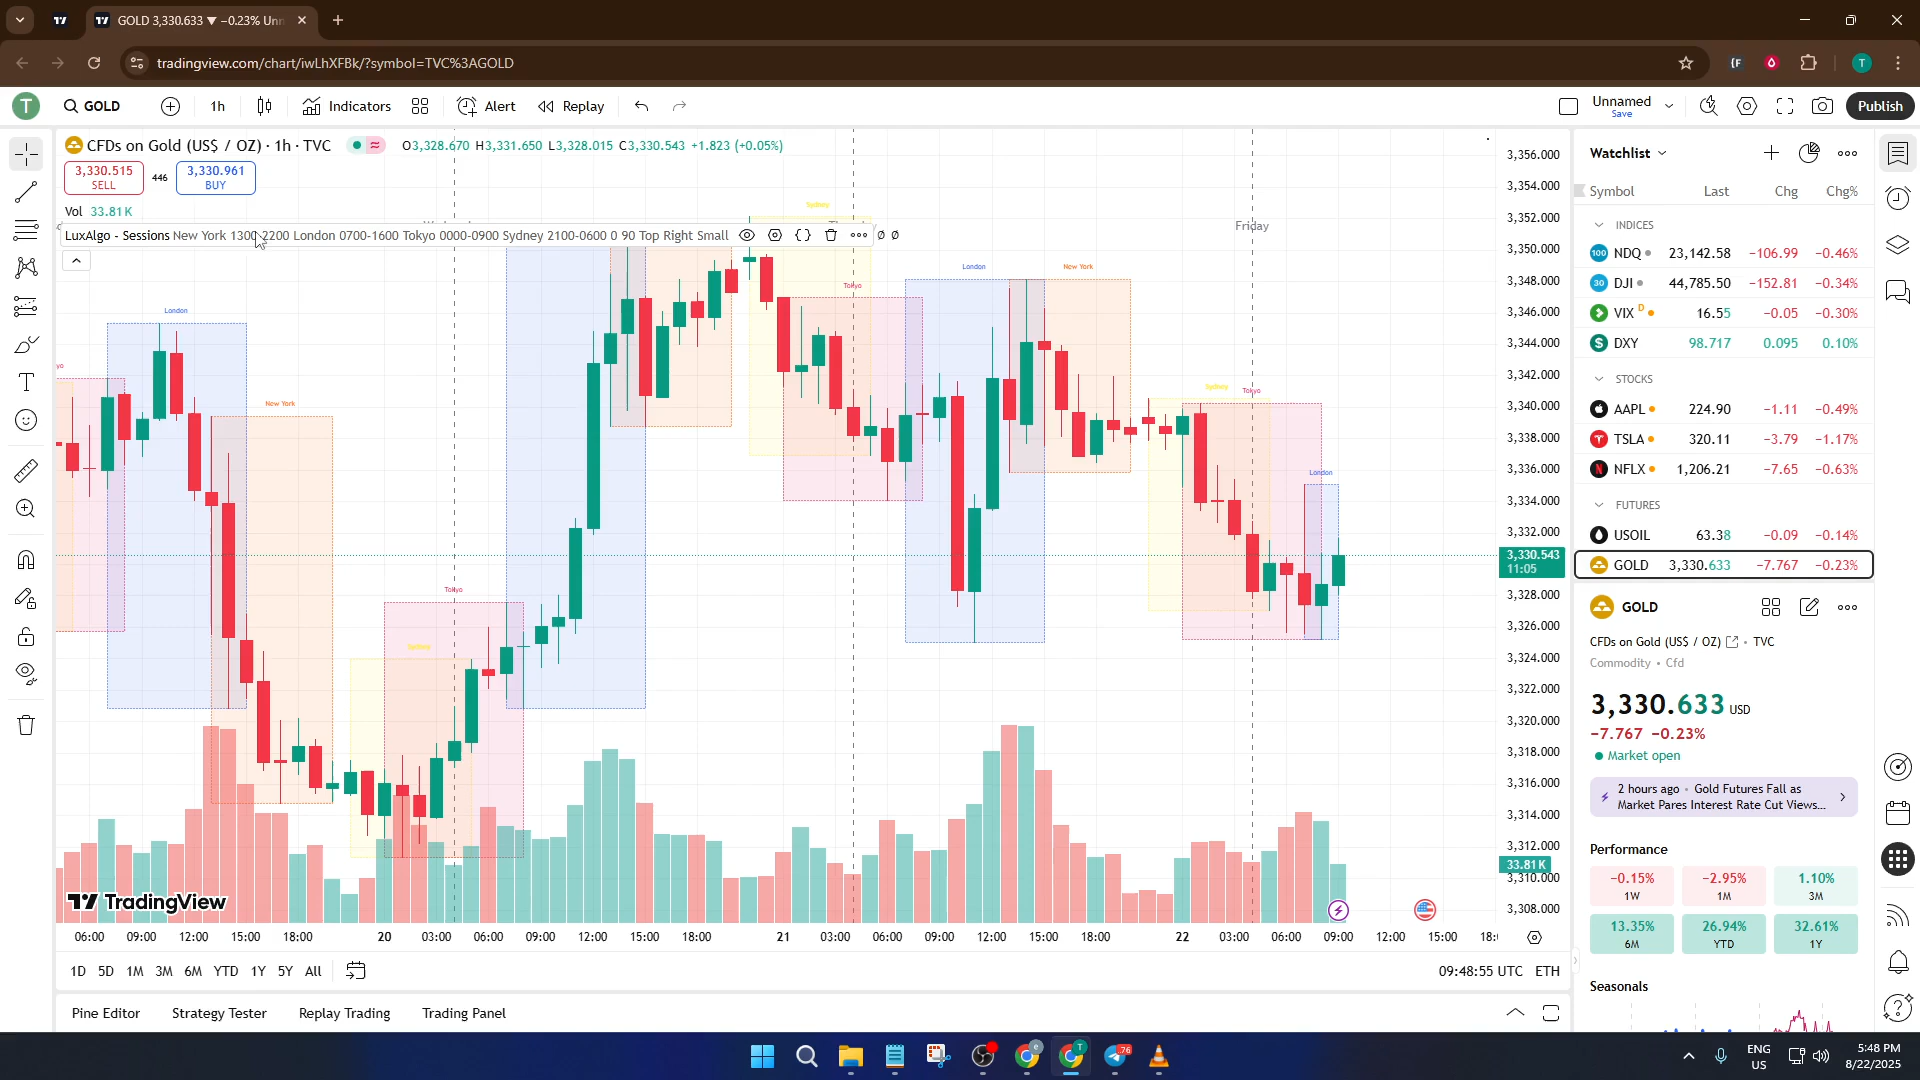 GOLD 3,330.633 ▼ −0.23% Unn
tradingview.com/chart/iwLhXFBk/?symbol=TVC%3AGOLD
T
T
GOLD
1h
Indicators
Alert
Replay
Unnamed
Save
Publish
CFDs on Gold (US$ / OZ) · 1h · TVC
O3,328.670 H3,331.650 L3,328.015 C3,330.543 +1.823 (+0.05%)
3,330.515
SELL
446
3,330.961
BUY
Vol 33.81K
LuxAlgo - Sessions New York 1300-2200 London 0700-1600 Tokyo 0000-0900 Sydney 2100-0600 0 90 Top Right Small
Ø Ø
Friday
London
New York
Sydney
Tokyo
Sydney
Tokyo
London
New York
Sydney
Tokyo
London
3,356.000
3,354.000
3,352.000
3,350.000
3,348.000
3,346.000
3,344.000
3,342.000
3,340.000
3,338.000
3,336.000
3,334.000
3,332.000
3,330.543
11:05
3,328.000
3,326.000
3,324.000
3,322.000
3,320.000
3,318.000
3,316.000
3,314.000
3,312.000
33.81K
3,310.000
3,308.000
TradingView
06:00 09:00 12:00 15:00 18:00 20 03:00 06:00 09:00 12:00 15:00 18:00 21 03:00 06:00 09:00 12:00 15:00 18:00 22 03:00 06:00 09:00 12:00 15:00 18:
1D 5D 1M 3M 6M YTD 1Y 5Y All
09:48:55 UTC ETH
Pine Editor
Strategy Tester
Replay Trading
Trading Panel
Watchlist
Symbol Last Chg Chg%
INDICES
100 NDQ 23,142.58 −106.99 −0.46%
30 DJI 44,785.50 −152.81 −0.34%
VIX D 16.55 −0.05 −0.30%
DXY 98.717 0.095 0.10%
STOCKS
AAPL 224.90 −1.11 −0.49%
TSLA 320.11 −3.79 −1.17%
NFLX 1,206.21 −7.65 −0.63%
FUTURES
USOIL 63.38 −0.09 −0.14%
GOLD 3,330.633 −7.767 −0.23%
GOLD
CFDs on Gold (US$ / OZ) • TVC
Commodity • Cfd
3,330.633 USD
−7.767 −0.23%
Market open
2 hours ago • Gold Futures Fall as
Market Pares Interest Rate Cut Views...
Performance
−0.15%
1W
−2.95%
1M
1.10%
3M
13.35%
6M
26.94%
YTD
32.61%
1Y
Seasonals
76
ENG
US
5:48 PM
8/22/2025